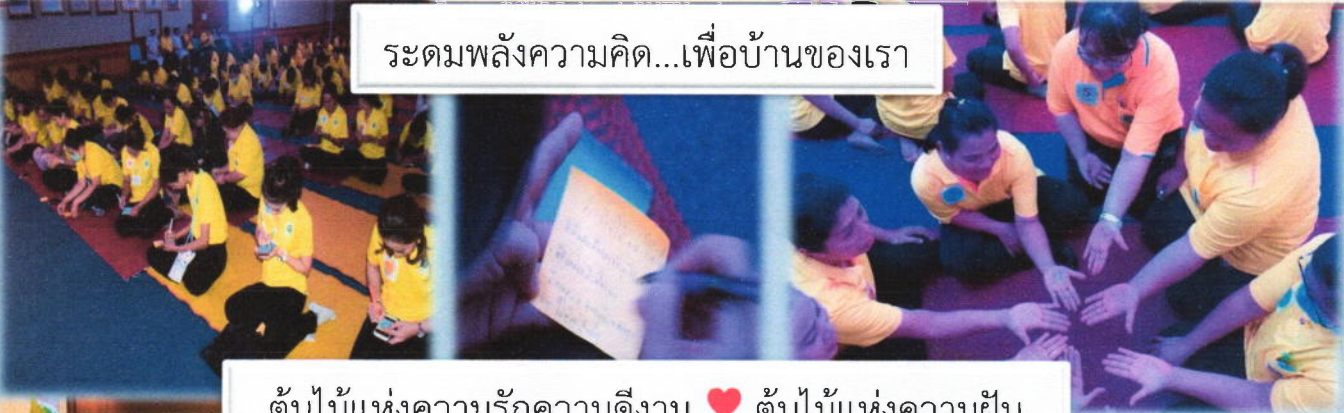 ระดมพลังความคิด...เพื่อบ้านของเรา
ต้นไม้แห่งความรักความดีงาม ❤ ต้นไม้แห่งความฝัน